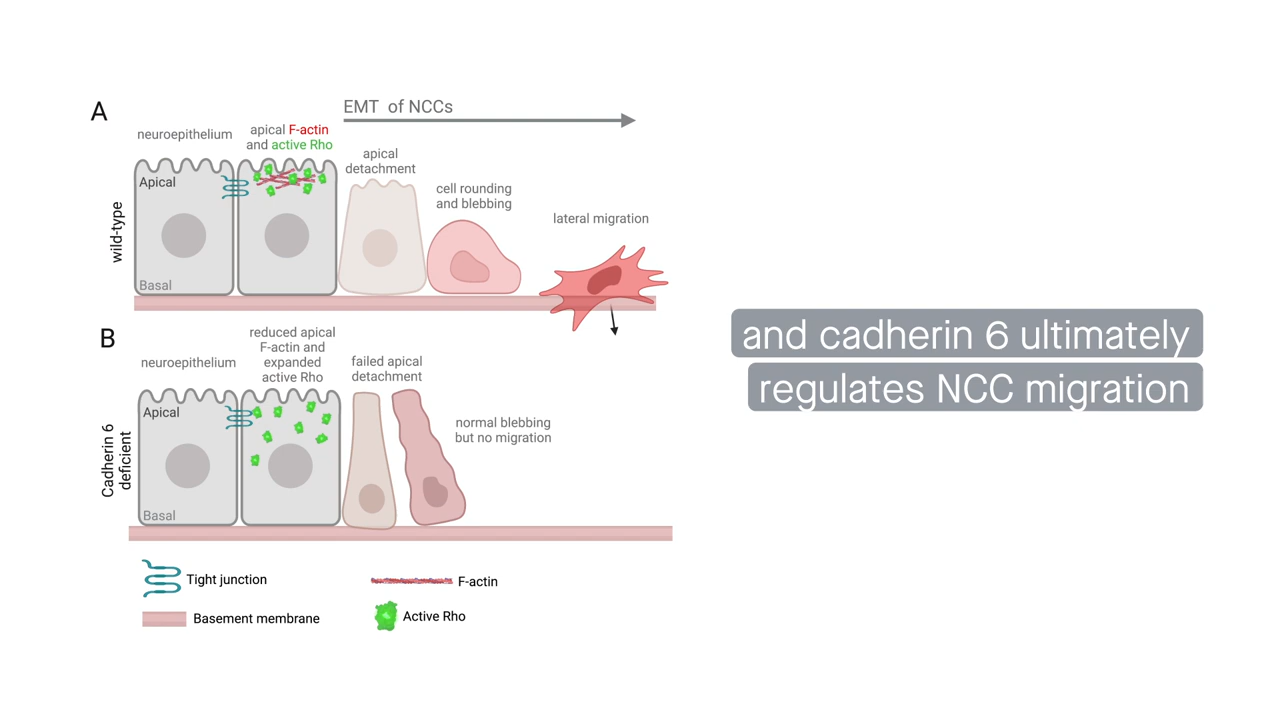 A
EMT of NCCs
neuroepithelium
apical F-actin
and active Rho
apical
detachment
cell rounding
and blebbing
lateral migration
Apical
Basal
wild-type
B
neuroepithelium
reduced apical
F-actin and
expanded
active Rho
failed apical
detachment
normal blebbing
but no migration
Apical
Basal
Cadherin 6
deficient
Tight junction
F-actin
Basement membrane
Active Rho
and cadherin 6 ultimately
regulates NCC migration